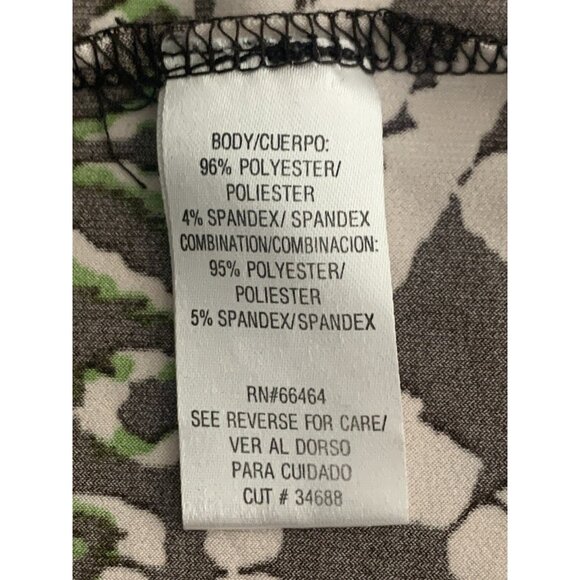 BODY/CUERPO:
96% POLYESTER/
POLIESTER
4% SPANDEX/ SPANDEX
COMBINATION/COMBINACION:
95% POLYESTER/
POLIESTER
5% SPANDEX/SPANDEX
RN#66464
SEE REVERSE FOR CARE/
VER AL DORSO
PARA CUIDADO
CUT # 34688